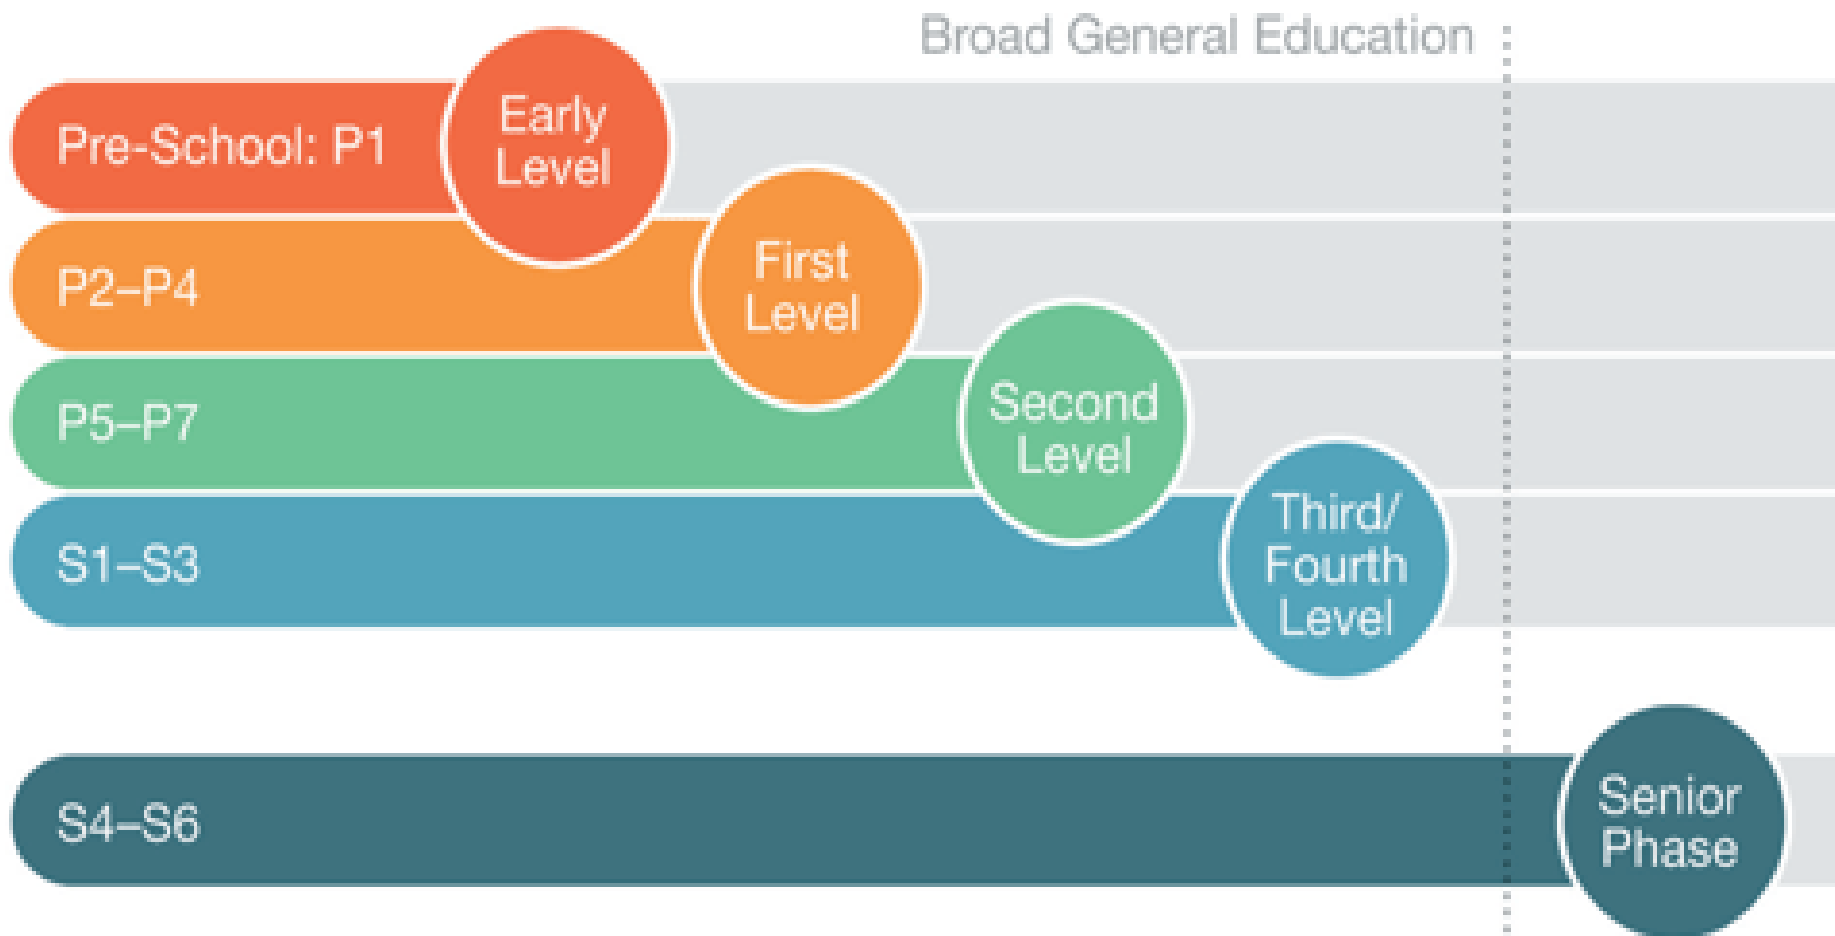 Broad General Education
Pre-School: P1
Early
Level
P2–P4
First
Level
P5–P7
Second
Level
S1–S3
Third/
Fourth
Level
S4–S6
Senior
Phase